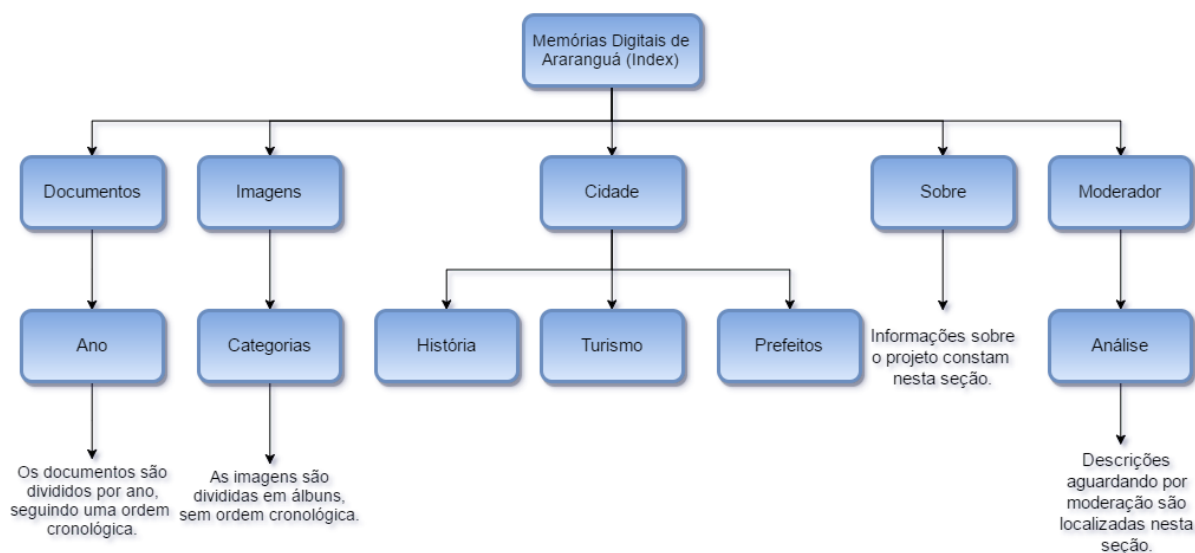 Memórias Digitais de
Araranguá (Index)
Documentos
Imagens
Cidade
Sobre
Moderador
Ano
Categorias
História
Turismo
Prefeitos
Informações sobre
o projeto constam
nesta seção.
Análise
Os documentos são
divididos por ano,
seguindo uma ordem
cronológica.
As imagens são
divididas em álbuns,
sem ordem cronológica.
Descrições
aguardando por
moderação são
localizadas nesta
seção.